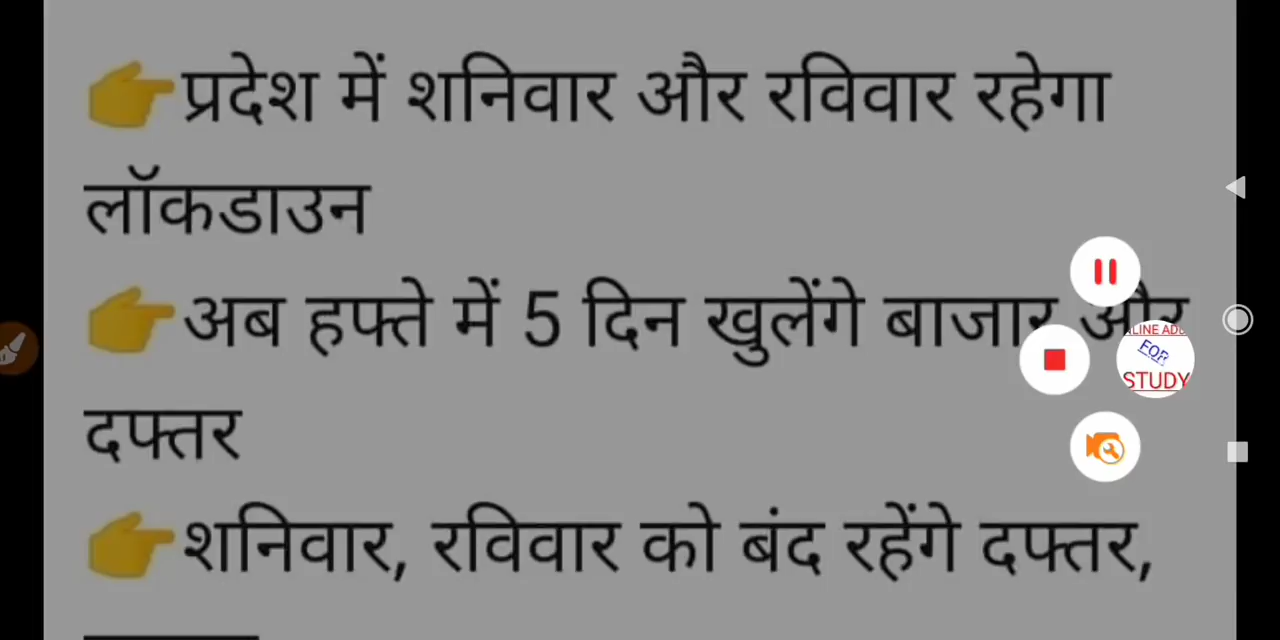 👉प्रदेश में शनिवार और रविवार रहेगा
लॉकडाउन
👉अब हफ्ते में 5 दिन खुलेंगे बाजार और
दफ्तर
👉शनिवार, रविवार को बंद रहेंगे दफ्तर,
FOR
STUDY